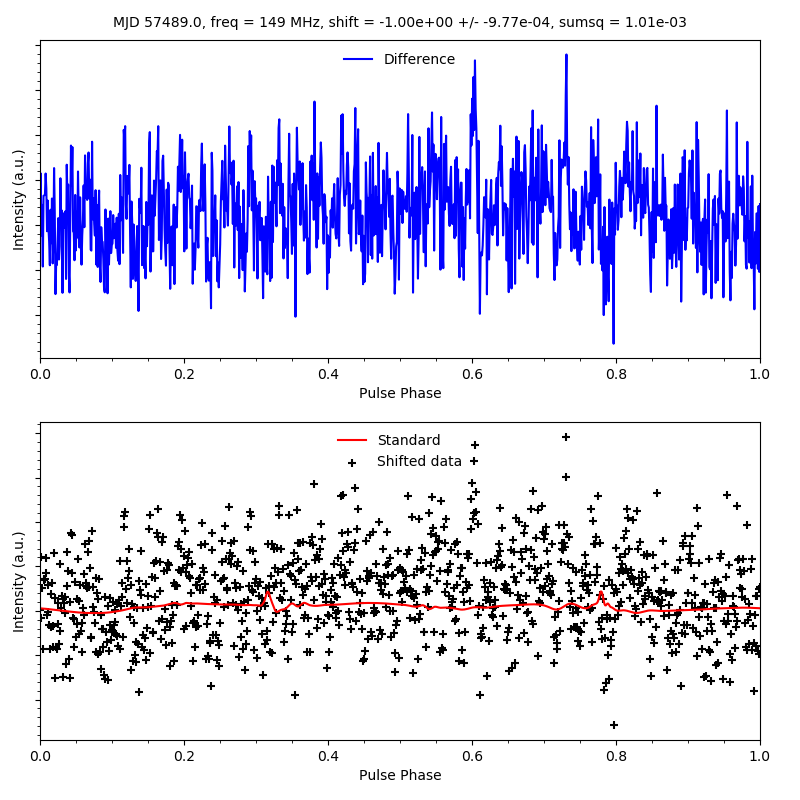 MJD 57489.0, freq = 149 MHz, shift = -1.00e+00 +/- -9.77e-04, sumsq = 1.01e-03
Difference
Intensity (a.u.)
0.0 0.2 0.4 0.6 0.8 1.0
Pulse Phase
Standard
Shifted data
Intensity (a.u.)
0.0 0.2 0.4 0.6 0.8 1.0
Pulse Phase